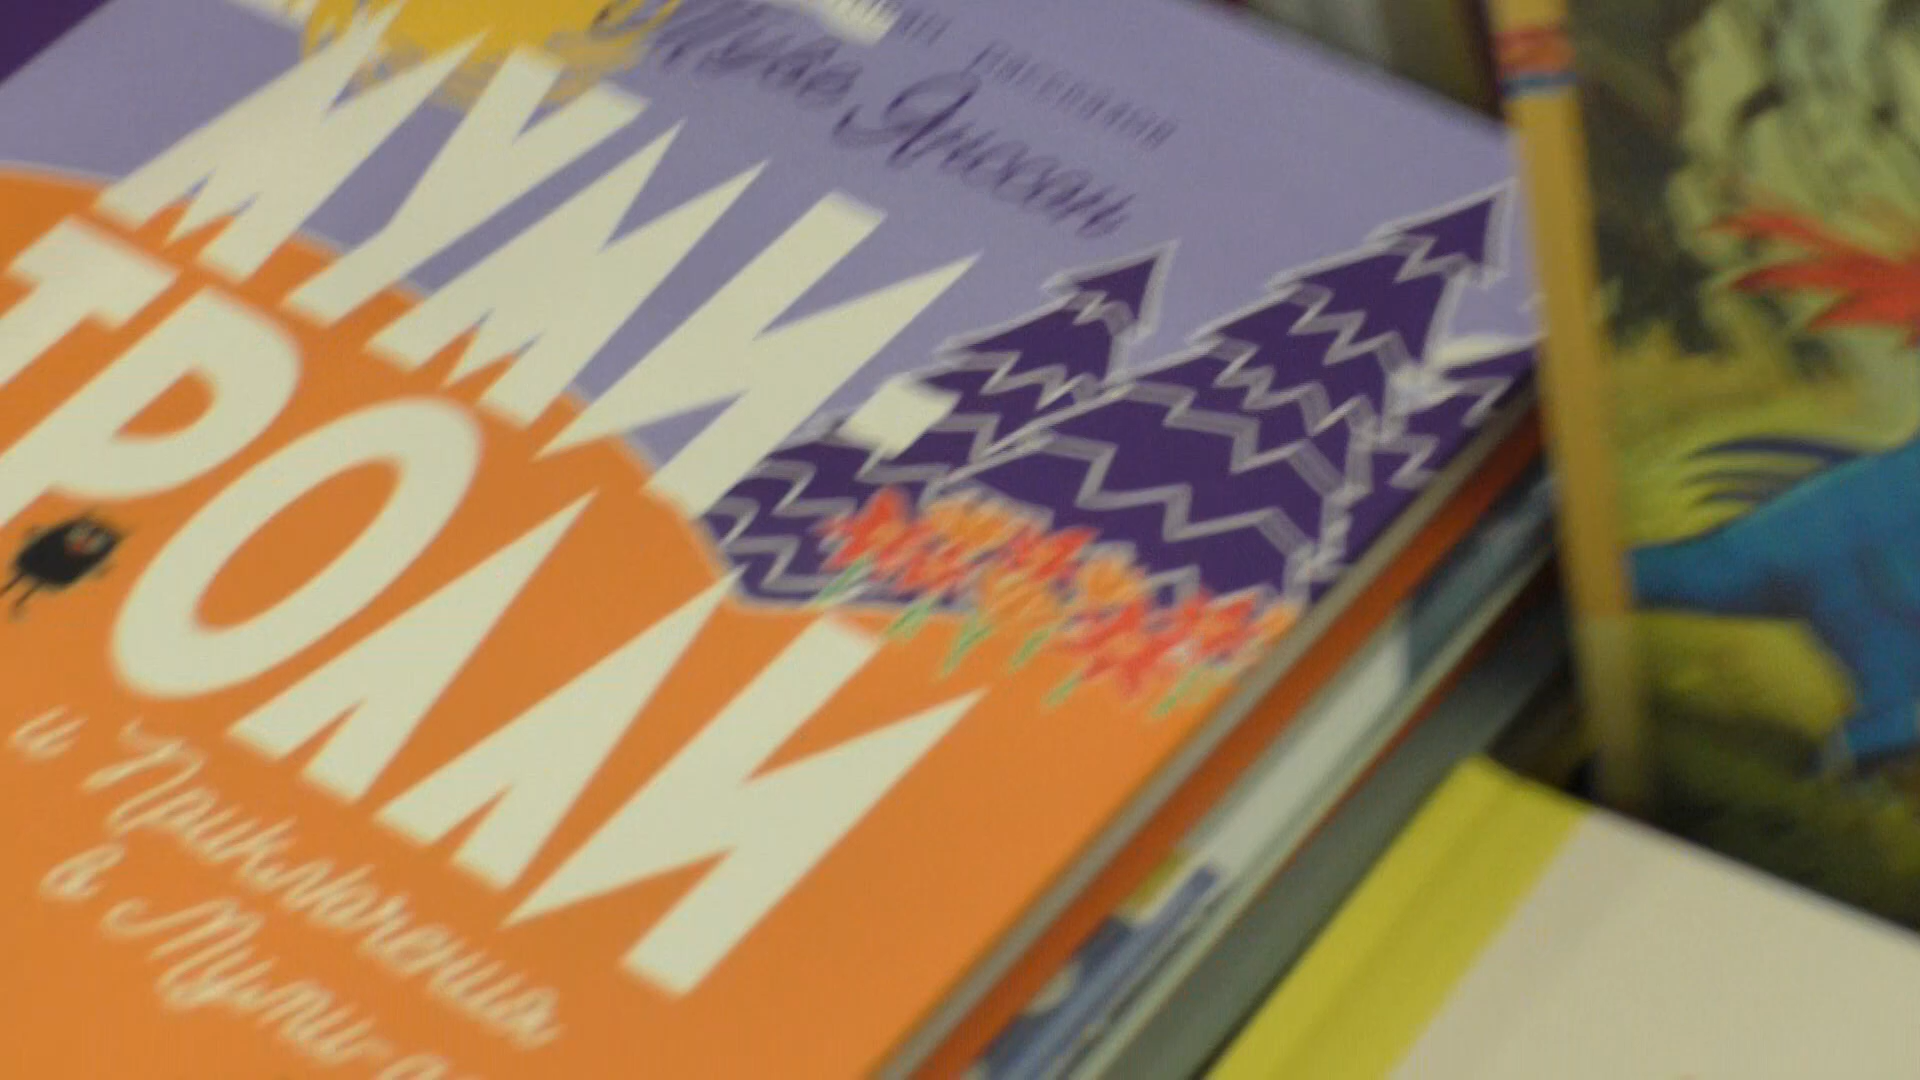 Туве Янссон
МУМИ-
ТРОЛЛИ
и Приключения
в Муми-